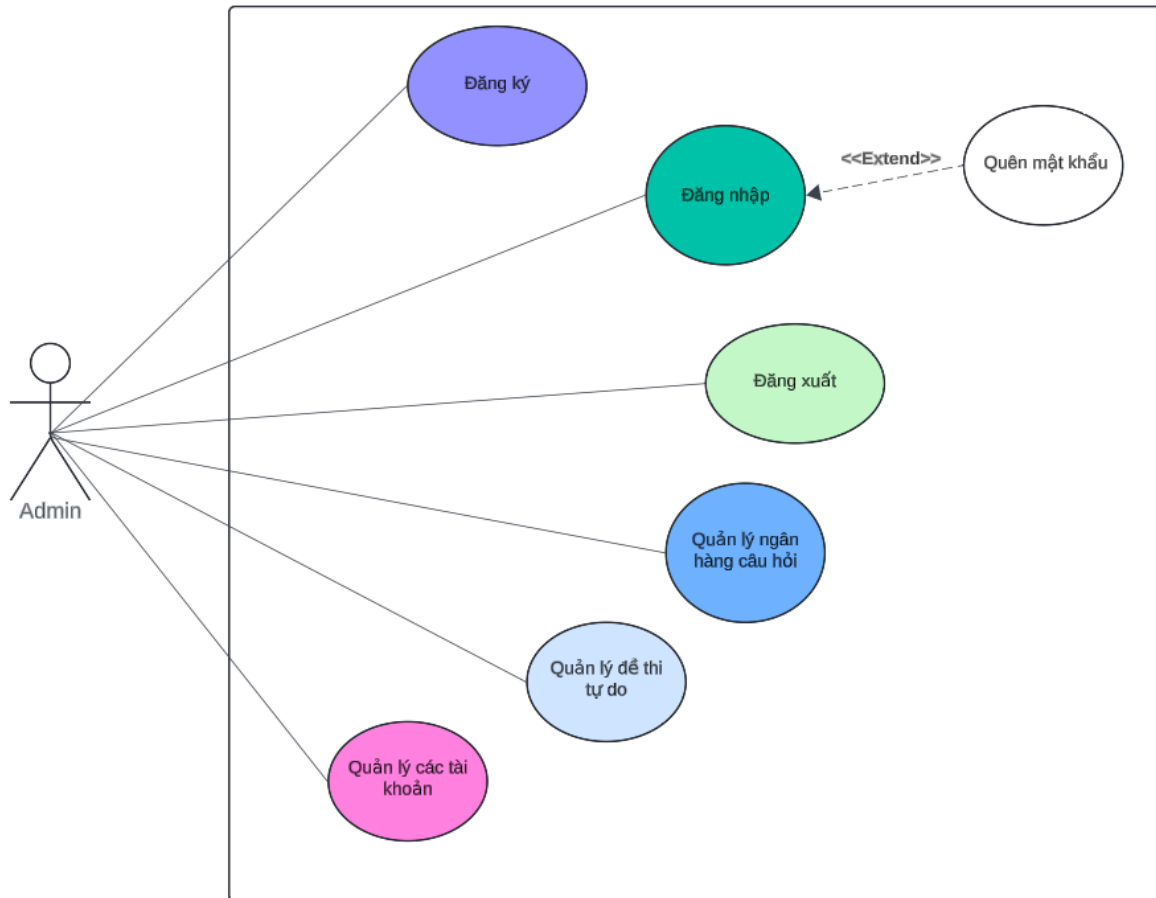 Đăng ký
Đăng nhập
<<Extend>>
Quên mật khẩu
Đăng xuất
Admin
Quản lý ngân
hàng câu hỏi
Quản lý đề thi
tự do
Quản lý các tài
khoản